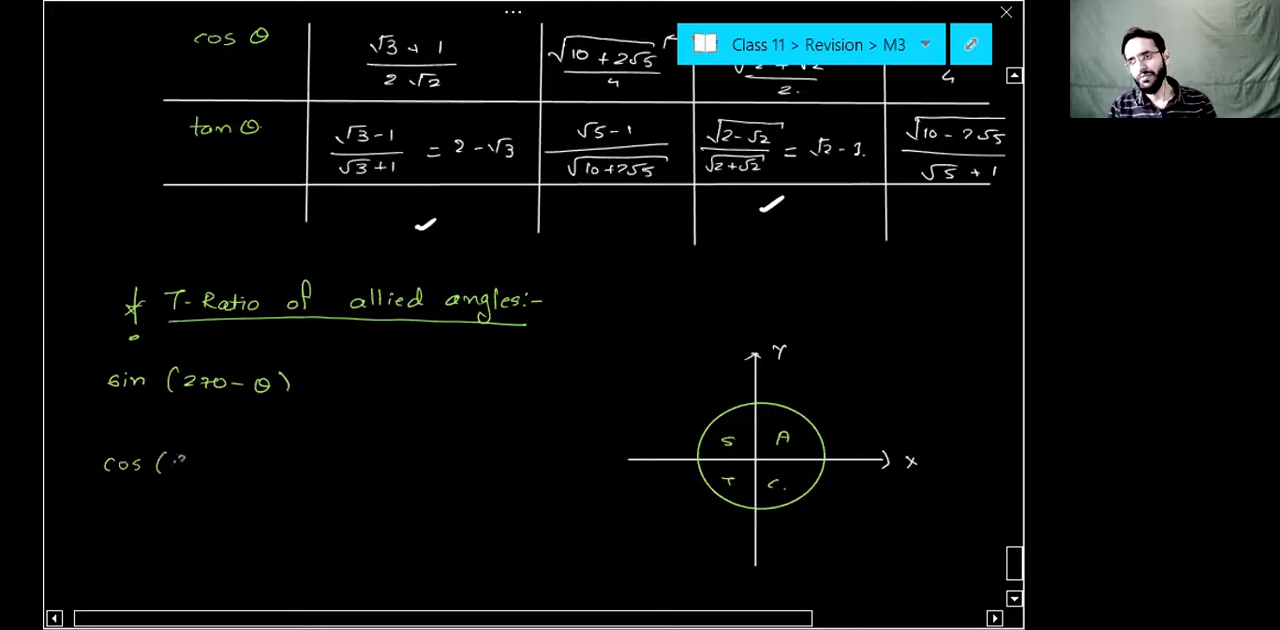 ...
Class 11 > Revision > M3
cos θ
√3 + 1 / 2 √2
√10 + 2√5 / 4
2.
4
tan θ
√3 - 1 / √3 + 1 = 2 - √3
√5 - 1 / √10 + 2√5
√2 - √2 / √2 + √2 = √2 - 1.
√10 - 2√5 / √5 + 1
* T-Ratio of allied angles:-
sin (270 - θ)
cos (
Y
S A
X
T C.